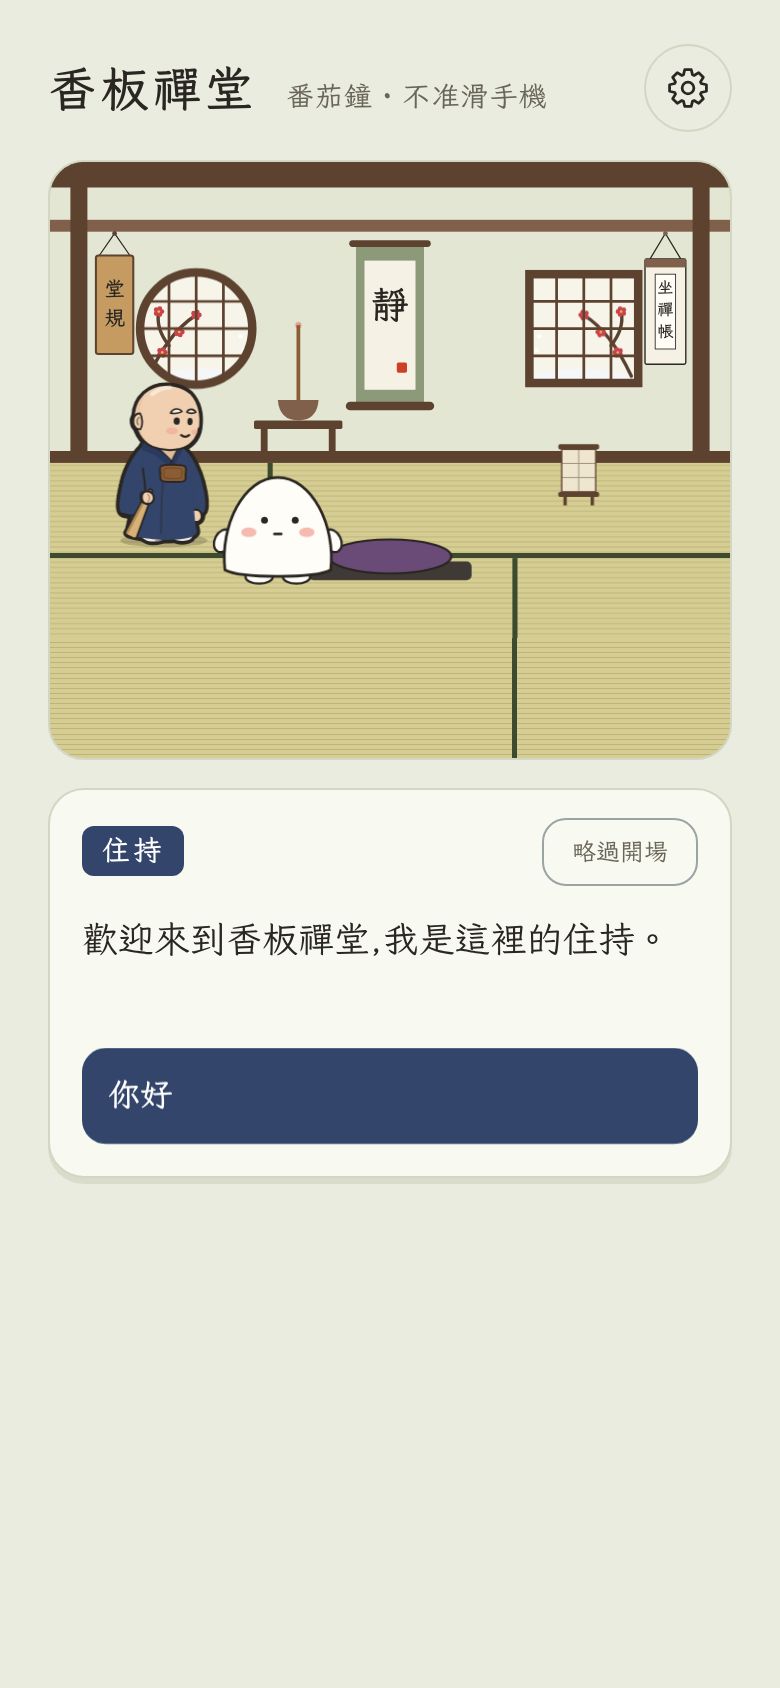 香板禪堂
番茄鐘・不准滑手機
堂規
靜
坐禪帳
住持
略過開場
歡迎來到香板禪堂,我是這裡的住持。
你好